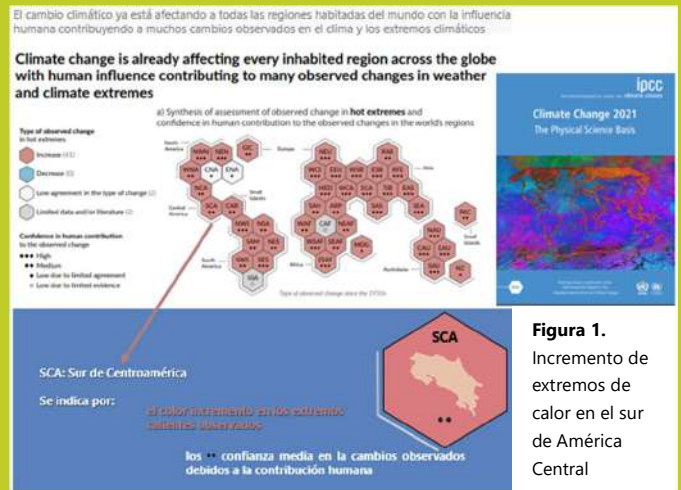 El cambio climático ya está afectando a todas las regiones habitadas del mundo con la influencia
humana contribuyendo a muchos cambios observados en el clima y los extremos climáticos
Climate change is already affecting every inhabited region across the globe
with human influence contributing to many observed changes in weather
and climate extremes
a) Synthesis of assessment of observed change in hot extremes and
confidence in human contribution to the observed changes in the world's regions
Type of observed change
in hot extremes
Increase (41)
Decrease (0)
Low agreement in the type of change (2)
Limited data and/or literature (2)
Confidence in human contribution
to the observed change
••• High
•• Medium
• Low due to limited agreement
Low due to limited evidence
North
America
NWN NEN
GIC
Europe
NEU
RAR
WNA CNA ENA
WCE EEU WSB ESB RFE
Asia
NCA
Small
Islands
MED WCA ECA TIB EAS
Central
America
SCA CAR
SAH ARP SAS SEA
NWS NSA
WAF CAF NEAF
NAU
PAC
SAM NES
WSAF SEAF MDG
CAU EAU
Small
Islands
South
America
SWS SES
Africa
ESAF
SAU NZ
Australasia
SSA
Type of observed change since the 1950s
ipcc
Climate Change 2021
The Physical Science Basis
SCA: Sur de Centroamérica
Se indica por:
el color incremento en los extremos
calientes observados
los •• confianza media en la cambios observados
debidos a la contribución humana
SCA
••
Figura 1.
Incremento de
extremos de
calor en el sur
de América
Central